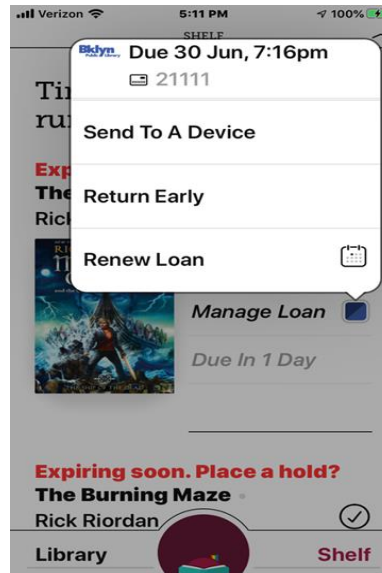 Verizon 5:11 PM 100%
SHELF
Bklyn Public Library Due 30 Jun, 7:16pm
21111
Send To A Device
Return Early
Renew Loan
Manage Loan
Due In 1 Day
Expiring soon. Place a hold?
The Burning Maze
Rick Riordan
Library Shelf